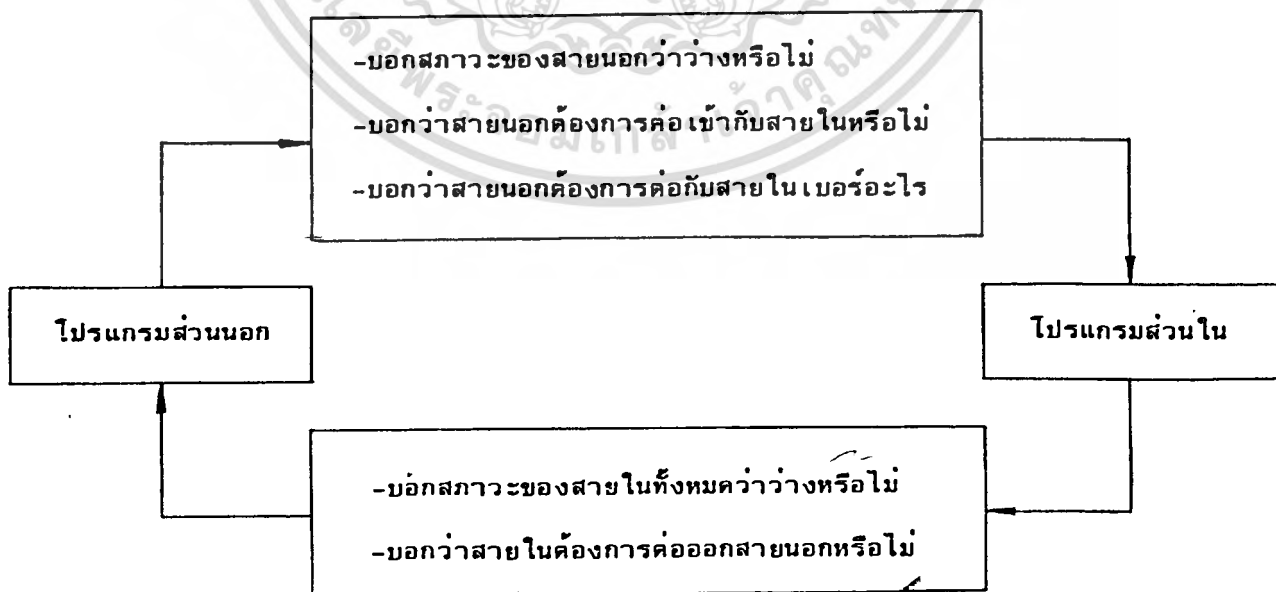 -บอกสภาวะของสายนอกว่าว่างหรือไม่
-บอกว่าสายนอกต้องการต่อเข้ากับสายในหรือไม่
-บอกว่าสายนอกต้องการต่อกับสายในเบอร์อะไร
โปรแกรมส่วนนอก
โปรแกรมส่วนใน
-บอกสภาวะของสายในทั้งหมดว่าว่างหรือไม่
-บอกว่าสายในต้องการต่อออกสายนอกหรือไม่